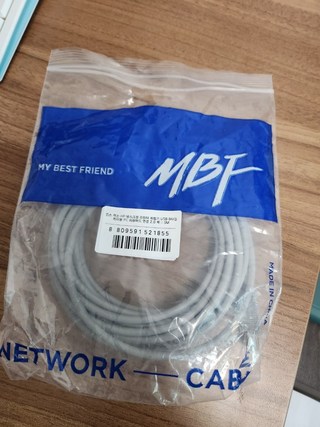 MY BEST FRIEND
MBF
8 809591 521855
MADE IN CHINA
NETWORK — CAB